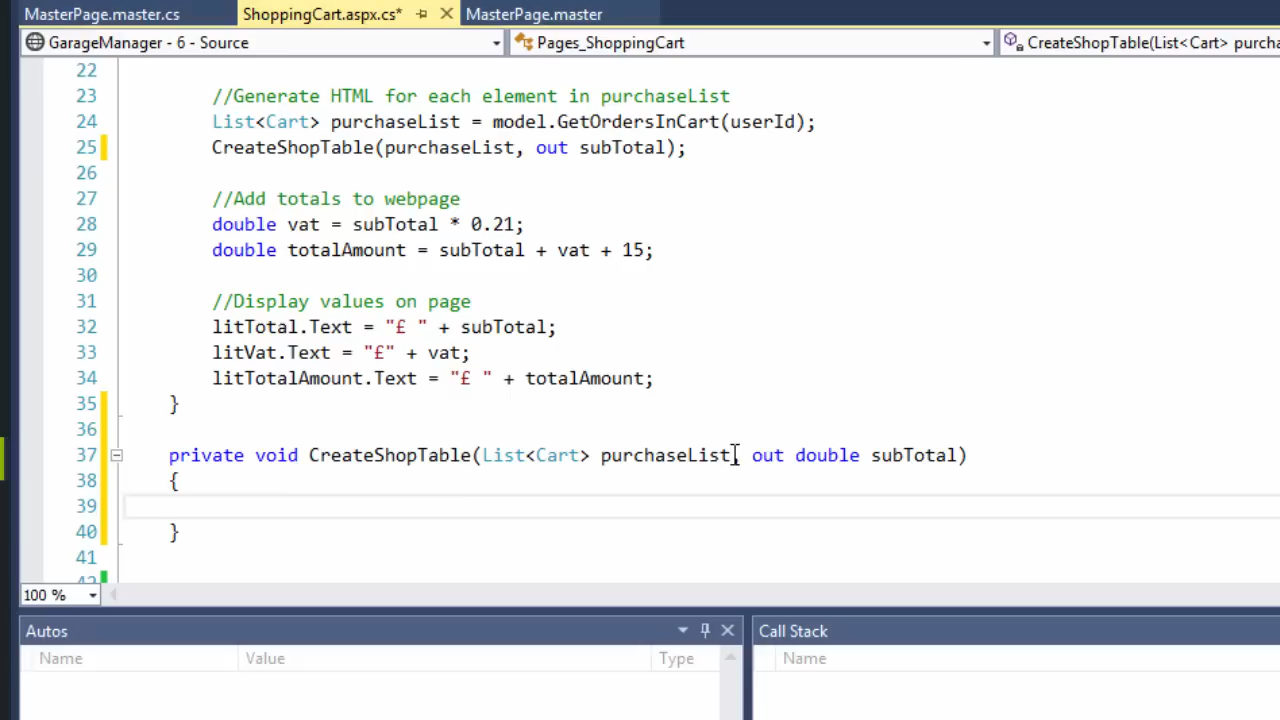 MasterPage.master.cs ShoppingCart.aspx.cs* MasterPage.master
GarageManager - 6 - Source Pages_ShoppingCart CreateShopTable(List<Cart> purcha
22
23 //Generate HTML for each element in purchaseList
24 List<Cart> purchaseList = model.GetOrdersInCart(userId);
25 CreateShopTable(purchaseList, out subTotal);
26
27 //Add totals to webpage
28 double vat = subTotal * 0.21;
29 double totalAmount = subTotal + vat + 15;
30
31 //Display values on page
32 litTotal.Text = "£ " + subTotal;
33 litVat.Text = "£" + vat;
34 litTotalAmount.Text = "£ " + totalAmount;
35 }
36
37 private void CreateShopTable(List<Cart> purchaseList, out double subTotal)
38 {
39
40 }
41
42
100 %
Autos Call Stack
Name Value Type Name